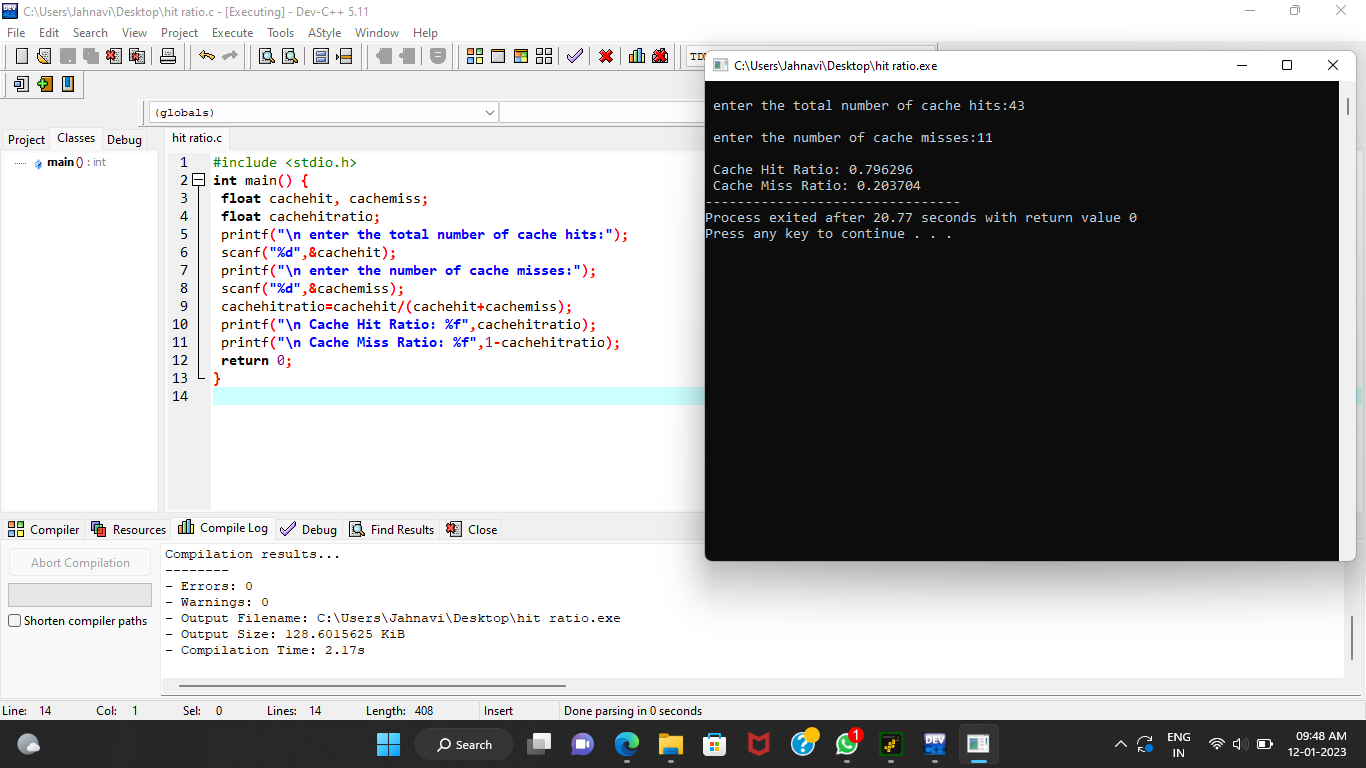 C:\Users\Jahnavi\Desktop\hit ratio.c - [Executing] - Dev-C++ 5.11
File Edit Search View Project Execute Tools AStyle Window Help
(globals)
Project Classes Debug
main () : int
hit ratio.c
1 #include <stdio.h>
2 int main() {
3 float cachehit, cachemiss;
4 float cachehitratio;
5 printf("\n enter the total number of cache hits:");
6 scanf("%d",&cachehit);
7 printf("\n enter the number of cache misses:");
8 scanf("%d",&cachemiss);
9 cachehitratio=cachehit/(cachehit+cachemiss);
10 printf("\n Cache Hit Ratio: %f",cachehitratio);
11 printf("\n Cache Miss Ratio: %f",1-cachehitratio);
12 return 0;
13 }
14
C:\Users\Jahnavi\Desktop\hit ratio.exe
enter the total number of cache hits:43
enter the number of cache misses:11
Cache Hit Ratio: 0.796296
Cache Miss Ratio: 0.203704
--------------------------------
Process exited after 20.77 seconds with return value 0
Press any key to continue . . .
Compiler Resources Compile Log Debug Find Results Close
Abort Compilation
Shorten compiler paths
Compilation results...
--------
- Errors: 0
- Warnings: 0
- Output Filename: C:\Users\Jahnavi\Desktop\hit ratio.exe
- Output Size: 128.6015625 KiB
- Compilation Time: 2.17s
Line: 14 Col: 1 Sel: 0 Lines: 14 Length: 408 Insert Done parsing in 0 seconds
Search
DEV
1
ENG
IN
09:48 AM
12-01-2023